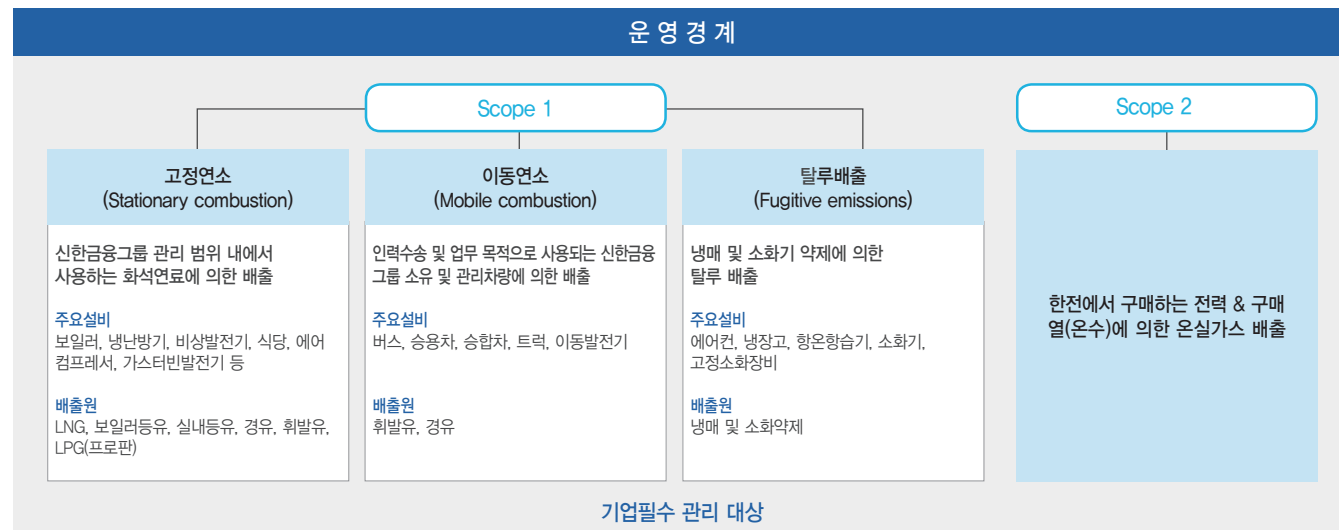 운영경계
Scope 1
Scope 2
고정연소
(Stationary combustion)
신한금융그룹 관리 범위 내에서
사용하는 화석연료에 의한 배출
주요설비
보일러, 냉난방기, 비상발전기, 식당, 에어
컴프레서, 가스터빈발전기 등
배출원
LNG, 보일러등유, 실내등유, 경유, 휘발유,
LPG(프로판)
이동연소
(Mobile combustion)
인력수송 및 업무 목적으로 사용되는 신한금융
그룹 소유 및 관리차량에 의한 배출
주요설비
버스, 승용차, 승합차, 트럭, 이동발전기
배출원
휘발유, 경유
탈루배출
(Fugitive emissions)
냉매 및 소화기 약제에 의한
탈루 배출
주요설비
에어컨, 냉장고, 항온항습기, 소화기,
고정소화장비
배출원
냉매 및 소화약제
한전에서 구매하는 전력 & 구매
열(온수)에 의한 온실가스 배출
기업필수 관리 대상